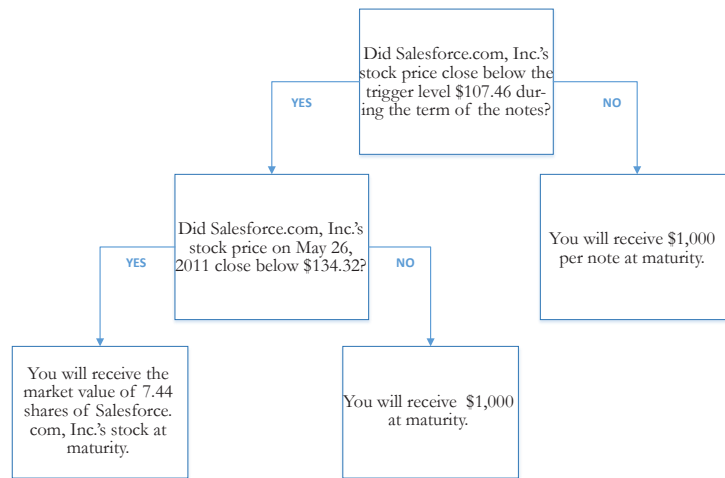 Did Salesforce.com, Inc.'s
stock price close below the
trigger level $107.46 dur-
ing the term of the notes?
YES
NO
Did Salesforce.com, Inc.'s
stock price on May 26,
2011 close below $134.32?
You will receive $1,000
per note at maturity.
YES
NO
You will receive the
market value of 7.44
shares of Salesforce.
com, Inc.'s stock at
maturity.
You will receive $1,000
at maturity.